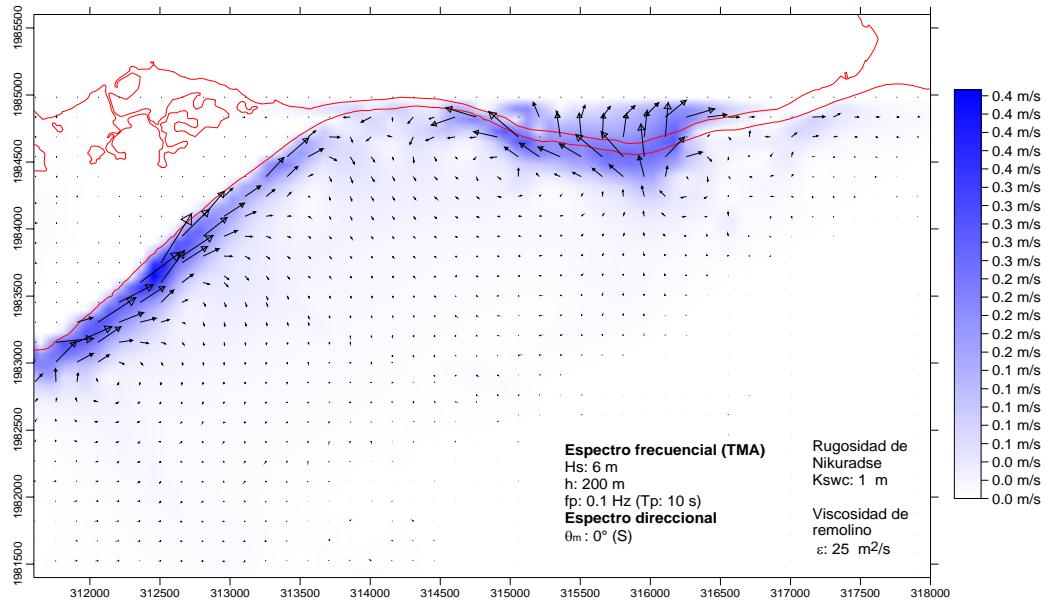 1985500
1985000
1984500
1984000
1983500
1983000
1982500
1982000
1981500
312000 312500 313000 313500 314000 314500 315000 315500 316000 316500 317000 317500 318000
0.4 m/s
0.4 m/s
0.4 m/s
0.4 m/s
0.4 m/s
0.3 m/s
0.3 m/s
0.3 m/s
0.3 m/s
0.3 m/s
0.2 m/s
0.2 m/s
0.2 m/s
0.2 m/s
0.2 m/s
0.1 m/s
0.1 m/s
0.1 m/s
0.1 m/s
0.1 m/s
0.0 m/s
0.0 m/s
0.0 m/s
Espectro frecuencial (TMA)
Hs: 6 m
h: 200 m
fp: 0.1 Hz (Tp: 10 s)
Espectro direccional
θm : 0° (S)
Rugosidad de
Nikuradse
Kswc: 1 m
Viscosidad de
remolino
ε: 25 m2/s